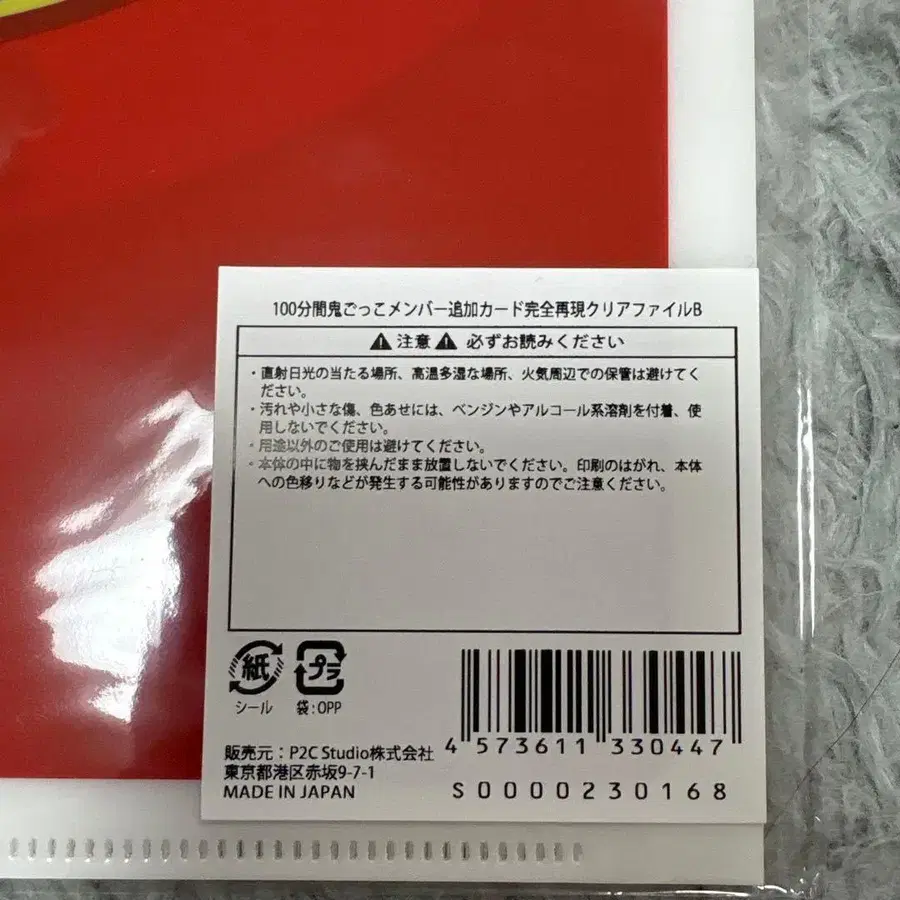 100分間鬼ごっこメンバー追加カード完全再現クリアファイルB
⚠注意⚠ 必ずお読みください
・直射日光の当たる場所、高温多湿な場所、火気周辺での保管は避けてく
ださい。
・汚れや小さな傷、色あせには、ベンジンやアルコール系溶剤を付着、使
用しないでください。
・用途以外のご使用は避けてください。
・本体の中に物を挟んだまま放置しないでください。印刷のはがれ、本体
への色移りなどが発生する可能性がありますのでご注意ください。
紙 プラ
シール 袋:OPP
販売元:P2C Studio株式会社
東京都港区赤坂9-7-1
MADE IN JAPAN
4 573611 330447
S0000230168